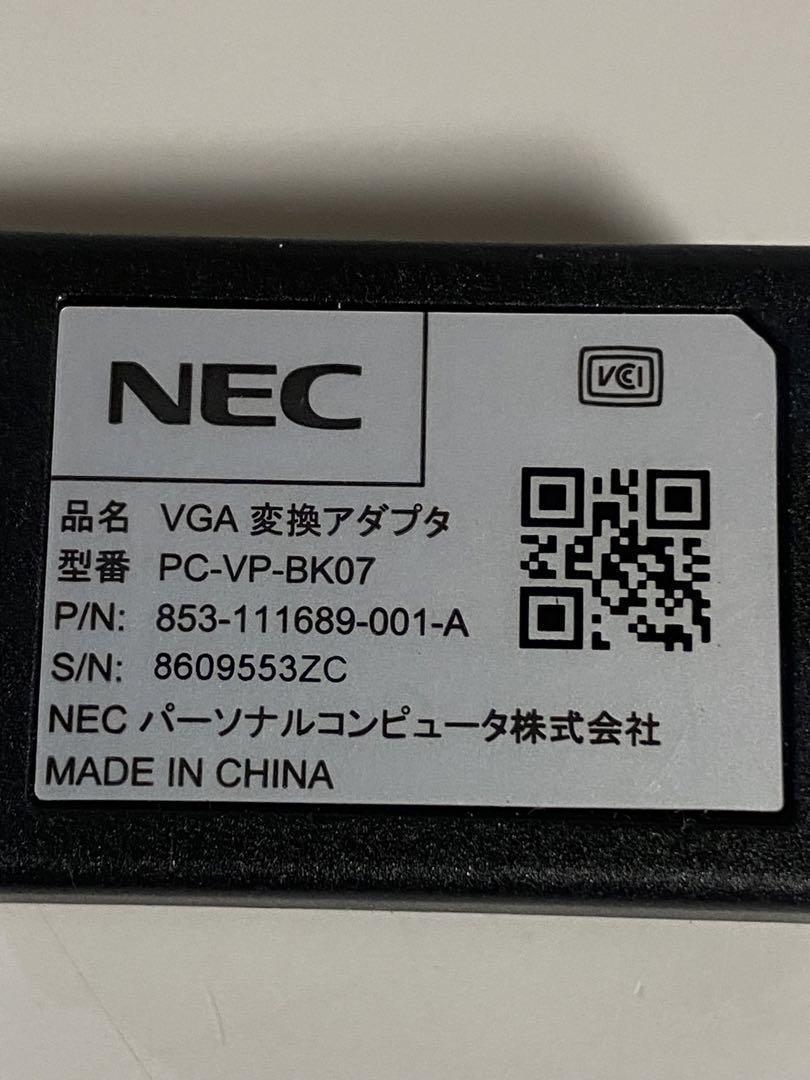 NEC
VCI
品名 VGA 変換アダプタ
型番 PC-VP-BK07
P/N: 853-111689-001-A
S/N: 8609553ZC
NEC パーソナルコンピュータ株式会社
MADE IN CHINA